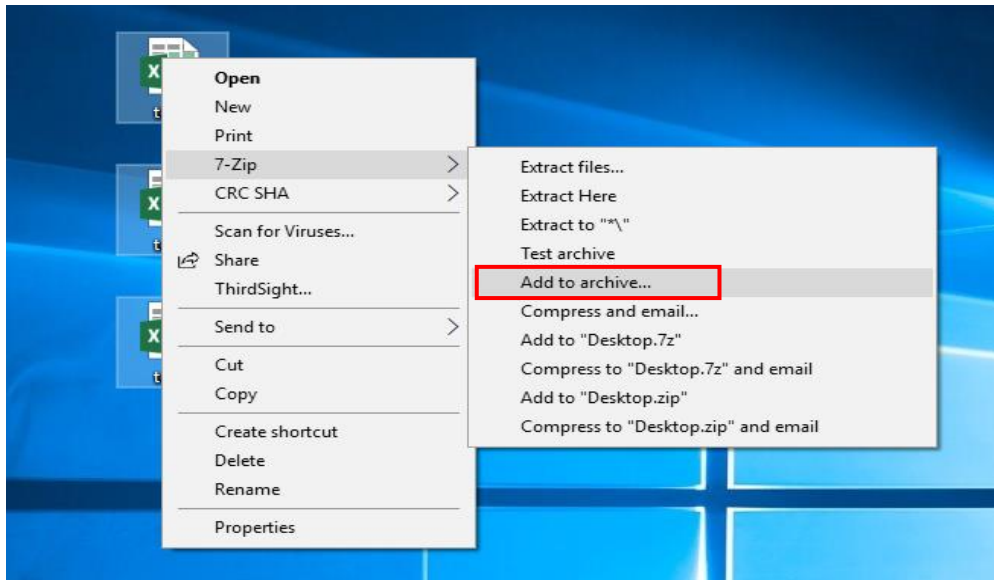 X
t
X
t
X
t
Open
New
Print
7-Zip
CRC SHA
Scan for Viruses...
Share
ThirdSight...
Send to
Cut
Copy
Create shortcut
Delete
Rename
Properties
Extract files...
Extract Here
Extract to "*\"
Test archive
Add to archive...
Compress and email...
Add to "Desktop.7z"
Compress to "Desktop.7z" and email
Add to "Desktop.zip"
Compress to "Desktop.zip" and email